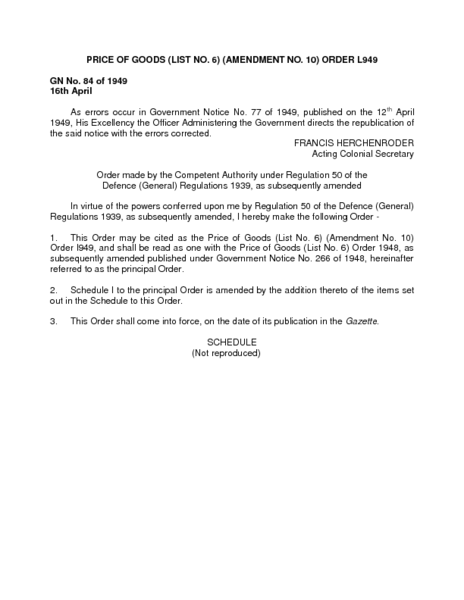 PRICE OF GOODS (LIST NO. 6) (AMENDMENT NO. 10) ORDER L949
GN No. 84 of 1949
16th April
As errors occur in Government Notice No. 77 of 1949, published on the 12th April
1949, His Excellency the Officer Administering the Government directs the republication of
the said notice with the errors corrected.
FRANCIS HERCHENRODER
Acting Colonial Secretary
Order made by the Competent Authority under Regulation 50 of the
Defence (General) Regulations 1939, as subsequently amended
In virtue of the powers conferred upon me by Regulation 50 of the Defence (General)
Regulations 1939, as subsequently amended, I hereby make the following Order -
1. This Order may be cited as the Price of Goods (List No. 6) (Amendment No. 10)
Order l949, and shall be read as one with the Price of Goods (List No. 6) Order 1948, as
subsequently amended published under Government Notice No. 266 of 1948, hereinafter
referred to as the principal Order.
2. Schedule I to the principal Order is amended by the addition thereto of the items set
out in the Schedule to this Order.
3. This Order shall come into force, on the date of its publication in the Gazette.
SCHEDULE
(Not reproduced)